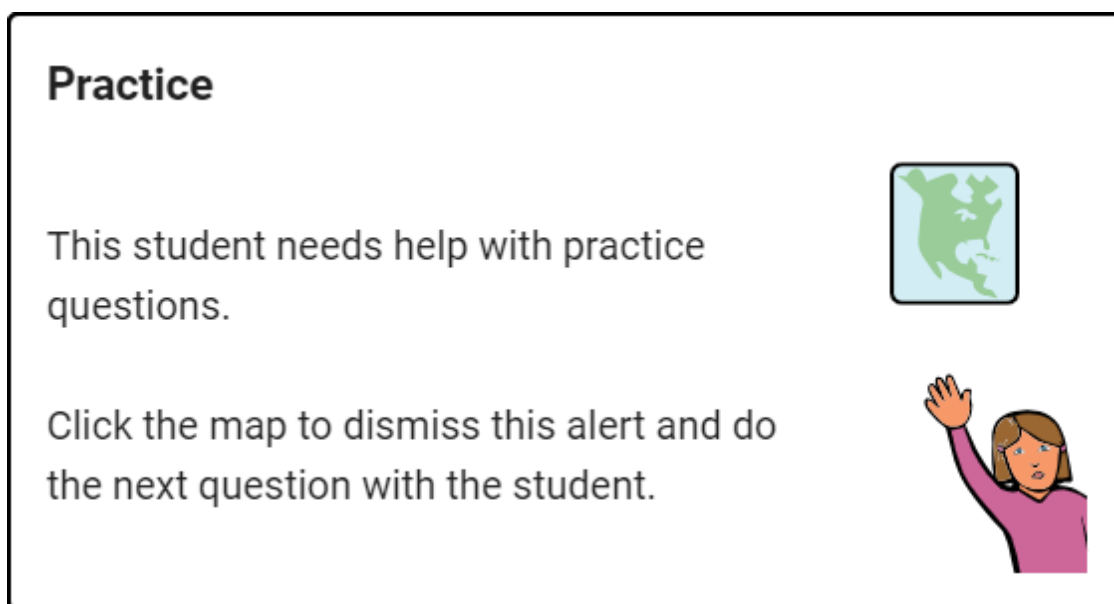 Practice
This student needs help with practice
questions.
Click the map to dismiss this alert and do
the next question with the student.